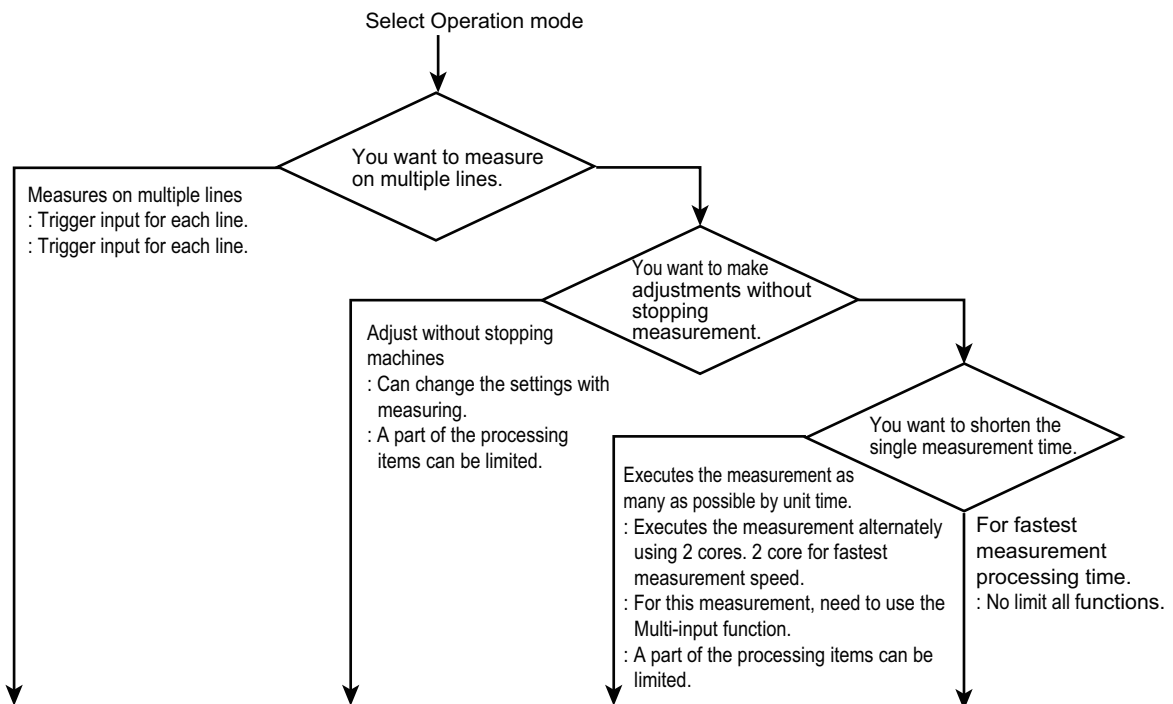 Select Operation mode
You want to measure
on multiple lines.
Measures on multiple lines
: Trigger input for each line.
: Trigger input for each line.
You want to make
adjustments without
stopping
measurement.
Adjust without stopping
machines
: Can change the settings with
measuring.
: A part of the processing
items can be limited.
You want to shorten the
single measurement time.
Executes the measurement as
many as possible by unit time.
: Executes the measurement alternately
using 2 cores. 2 core for fastest
measurement speed.
: For this measurement, need to use the
Multi-input function.
: A part of the processing items can be
limited.
For fastest
measurement
processing time.
: No limit all functions.